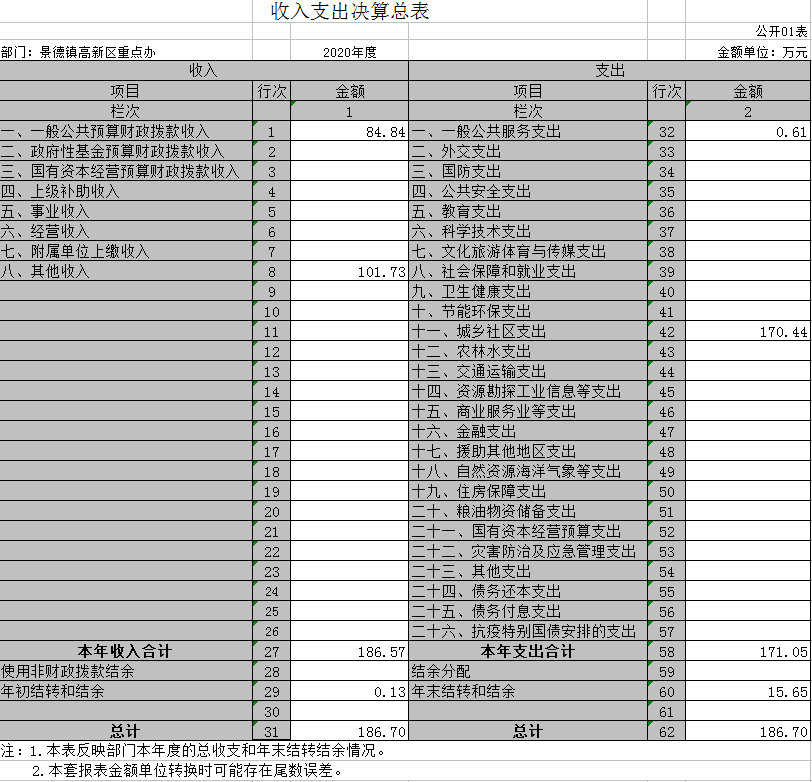 收入支出决算总表
公开01表
部门：景德镇高新区重点办 2020年度 金额单位：万元
收入 支出
项目 行次 金额 项目 行次 金额
栏次 1 栏次 2
一、一般公共预算财政拨款收入 1 84.84 一、一般公共服务支出 32 0.61
二、政府性基金预算财政拨款收入 2 二、外交支出 33
三、国有资本经营预算财政拨款收入 3 三、国防支出 34
四、上级补助收入 4 四、公共安全支出 35
五、事业收入 5 五、教育支出 36
六、经营收入 6 六、科学技术支出 37
七、附属单位上缴收入 7 七、文化旅游体育与传媒支出 38
八、其他收入 8 101.73 八、社会保障和就业支出 39
9 九、卫生健康支出 40
10 十、节能环保支出 41
11 十一、城乡社区支出 42 170.44
12 十二、农林水支出 43
13 十三、交通运输支出 44
14 十四、资源勘探工业信息等支出 45
15 十五、商业服务业等支出 46
16 十六、金融支出 47
17 十七、援助其他地区支出 48
18 十八、自然资源海洋气象等支出 49
19 十九、住房保障支出 50
20 二十、粮油物资储备支出 51
21 二十一、国有资本经营预算支出 52
22 二十二、灾害防治及应急管理支出 53
23 二十三、其他支出 54
24 二十四、债务还本支出 55
25 二十五、债务付息支出 56
26 二十六、抗疫特别国债安排的支出 57
本年收入合计 27 186.57 本年支出合计 58 171.05
使用非财政拨款结余 28 结余分配 59
年初结转和结余 29 0.13 年末结转和结余 60 15.65
30 61
总计 31 186.70 总计 62 186.70
注：1.本表反映部门本年度的总收支和年末结转结余情况。
2.本套报表金额单位转换时可能存在尾数误差。